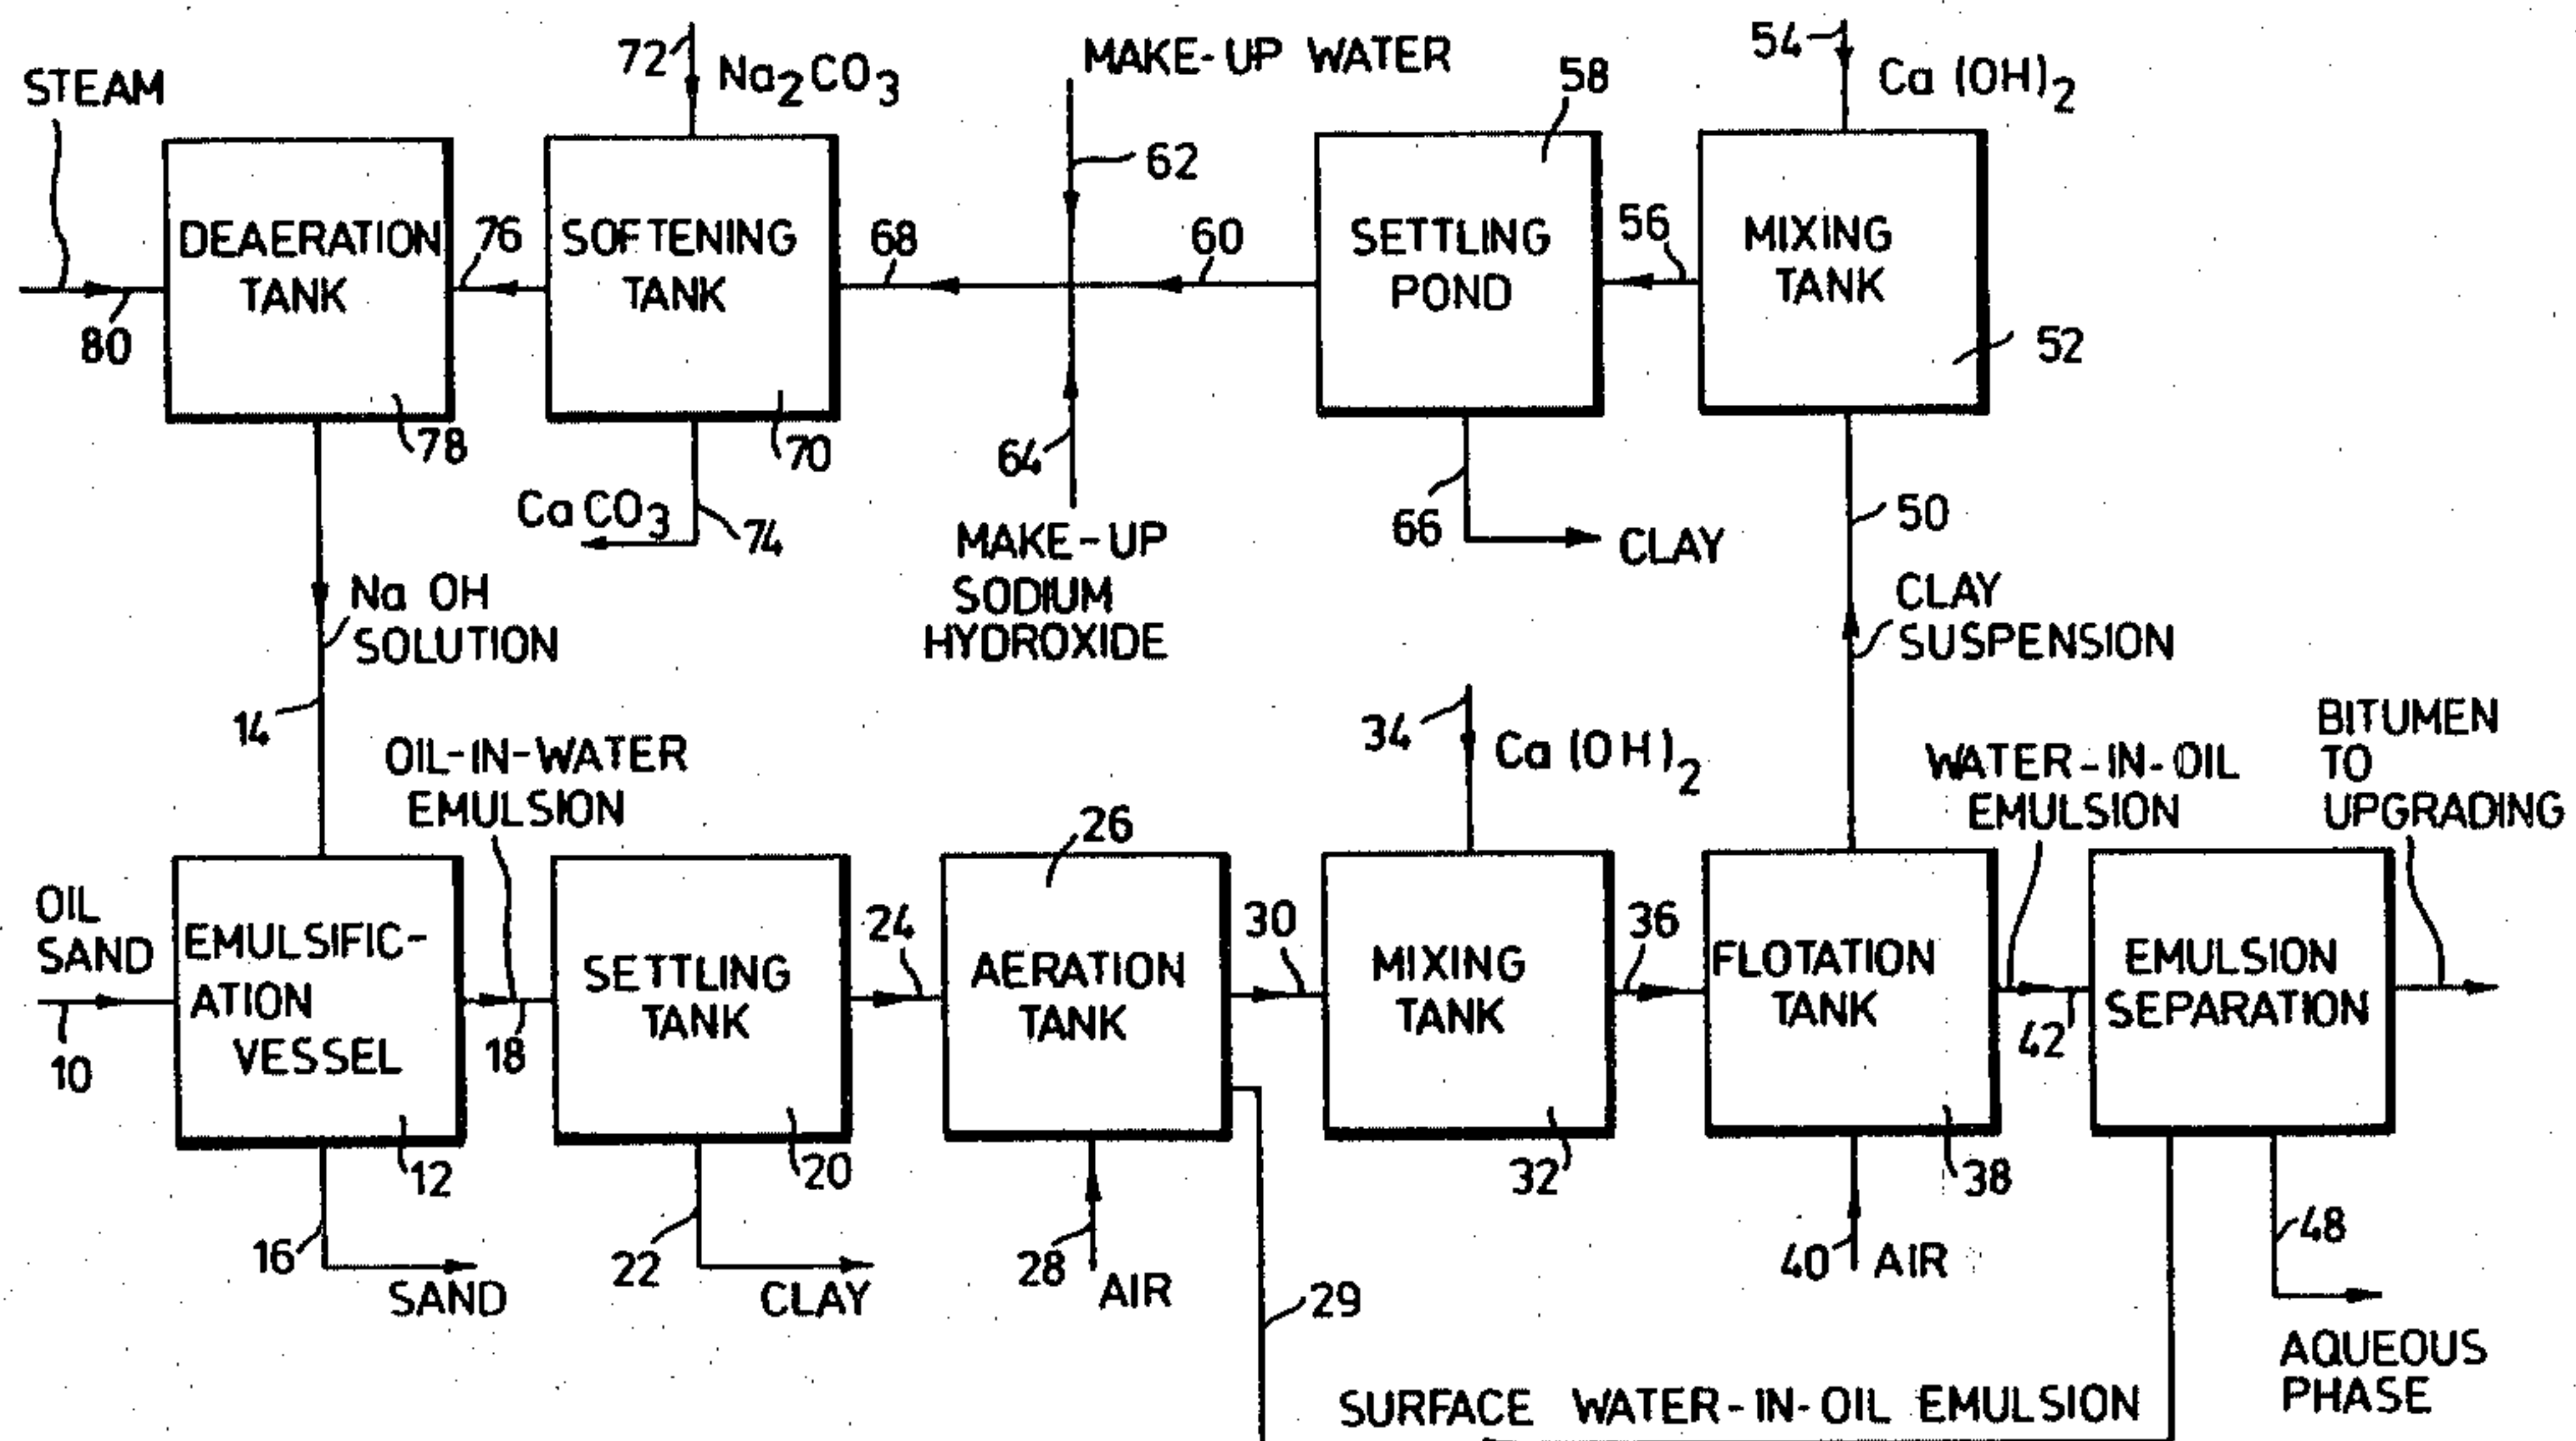 STEAM
80
DEAERATION
TANK
78
76
72
Na2CO3
SOFTENING
TANK
70
CaCO3
74
68
MAKE-UP WATER
62
64
MAKE-UP
SODIUM
HYDROXIDE
60
58
SETTLING
POND
66
CLAY
56
54
Ca (OH)2
MIXING
TANK
52
50
CLAY
SUSPENSION
Na OH
SOLUTION
14
OIL
SAND
10
EMULSIFIC-
ATION
VESSEL
12
16
SAND
OIL-IN-WATER
EMULSION
18
SETTLING
TANK
20
22
CLAY
24
26
AERATION
TANK
28
AIR
29
30
34
Ca (OH)2
MIXING
TANK
32
36
FLOTATION
TANK
38
40
AIR
WATER-IN-OIL
EMULSION
42
EMULSION
SEPARATION
BITUMEN
TO
UPGRADING
48
AQUEOUS
PHASE
SURFACE WATER-IN-OIL EMULSION